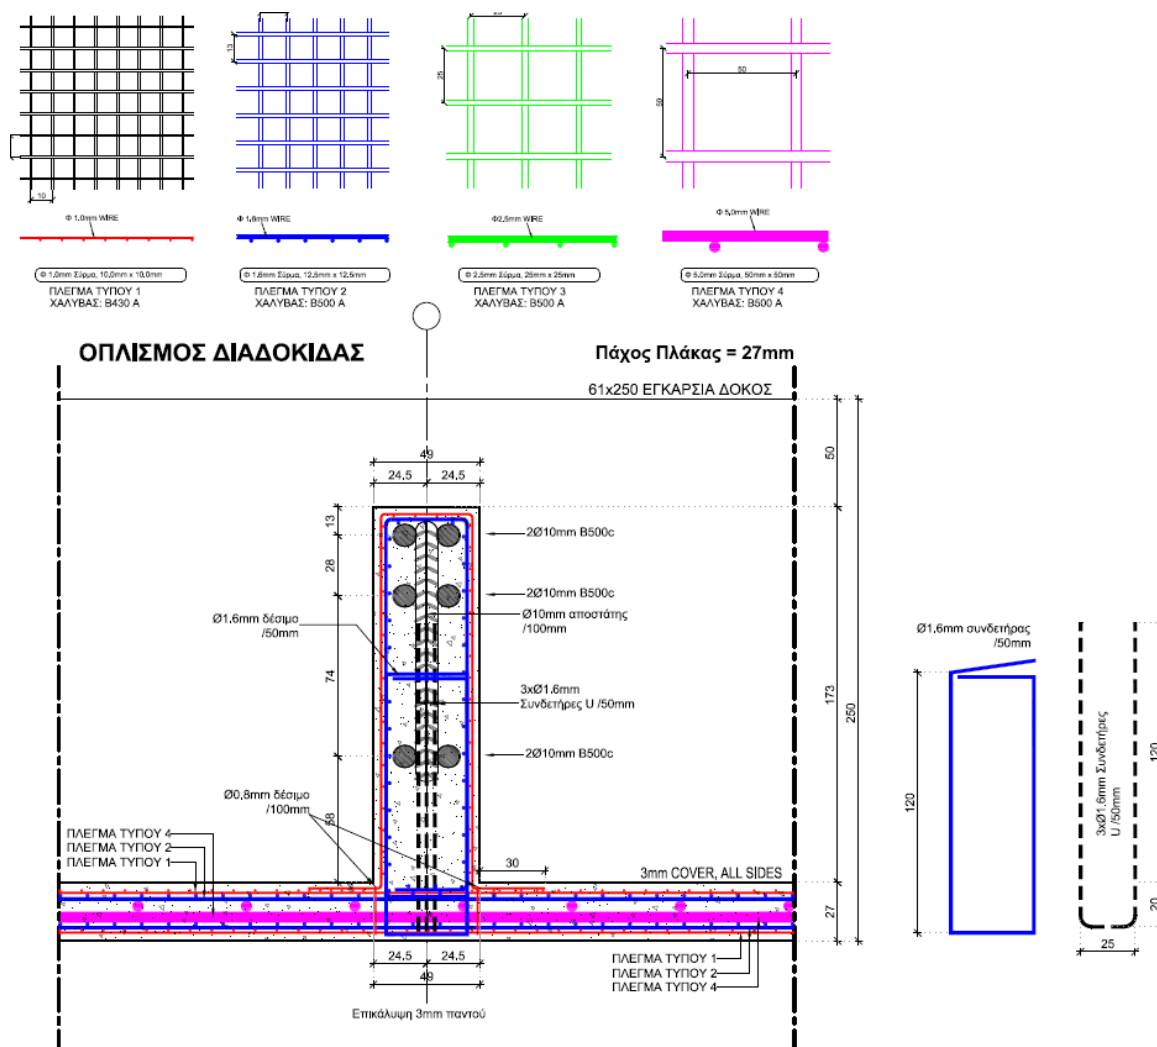 13
25
50
50
10
Φ 1.0mm WIRE
Φ 1.6mm WIRE
Φ2.5mm WIRE
Φ 5.0mm WIRE
Φ 1.0mm Σύρμα, 10.0mm x 10.0mm
Φ 1.6mm Σύρμα, 12.5mm x 12.5mm
Φ 2.5mm Σύρμα, 25mm x 25mm
Φ 5.0mm Σύρμα, 50mm x 50mm
ΠΛΕΓΜΑ ΤΥΠΟΥ 1
ΧΑΛΥΒΑΣ: B430 A
ΠΛΕΓΜΑ ΤΥΠΟΥ 2
ΧΑΛΥΒΑΣ: B500 A
ΠΛΕΓΜΑ ΤΥΠΟΥ 3
ΧΑΛΥΒΑΣ: B500 A
ΠΛΕΓΜΑ ΤΥΠΟΥ 4
ΧΑΛΥΒΑΣ: B500 A
ΟΠΛΙΣΜΟΣ ΔΙΑΔΟΚΙΔΑΣ
Πάχος Πλάκας = 27mm
61x250 ΕΓΚΑΡΣΙΑ ΔΟΚΟΣ
49
24.5
24.5
50
13
28
74
58
2Ø10mm B500c
2Ø10mm B500c
Ø10mm αποστάτης
/100mm
Ø1.6mm δέσιμο
/50mm
3xØ1.6mm
Συνδετήρες U /50mm
2Ø10mm B500c
Ø0,8mm δέσιμο
/100mm
173
250
Ø1.6mm συνδετήρας
/50mm
120
3xØ1.6mm Συνδετήρες
U /50mm
120
20
25
ΠΛΕΓΜΑ ΤΥΠΟΥ 4
ΠΛΕΓΜΑ ΤΥΠΟΥ 2
ΠΛΕΓΜΑ ΤΥΠΟΥ 1
30
3mm COVER, ALL SIDES
27
24.5
24.5
49
ΠΛΕΓΜΑ ΤΥΠΟΥ 1
ΠΛΕΓΜΑ ΤΥΠΟΥ 2
ΠΛΕΓΜΑ ΤΥΠΟΥ 4
Επικάλυψη 3mm παντού